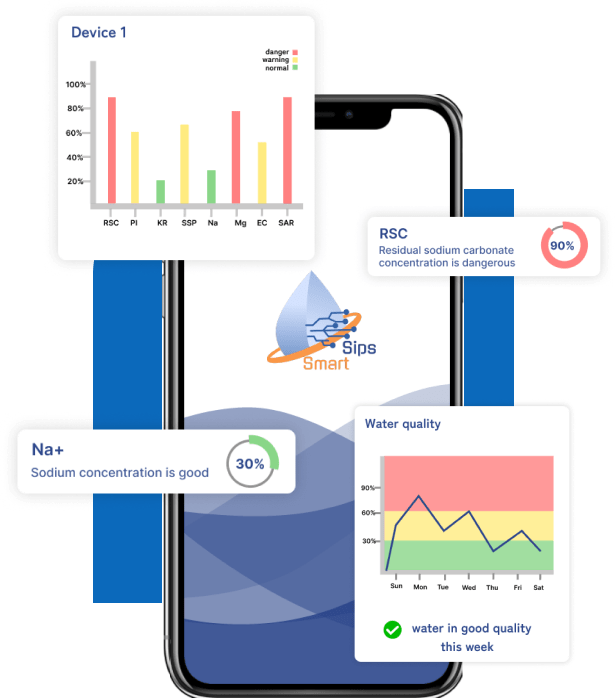 Device 1
danger
warning
normal
100%
80%
60%
40%
20%
RSC PI KR SSP Na Mg EC SAR
RSC
Residual sodium carbonate
concentration is dangerous
90%
Sips
Smart
Na+
Sodium concentration is good
30%
Water quality
90%
60%
30%
Sun Mon Tue Wed Thu Fri Sat
water in good quality
this week